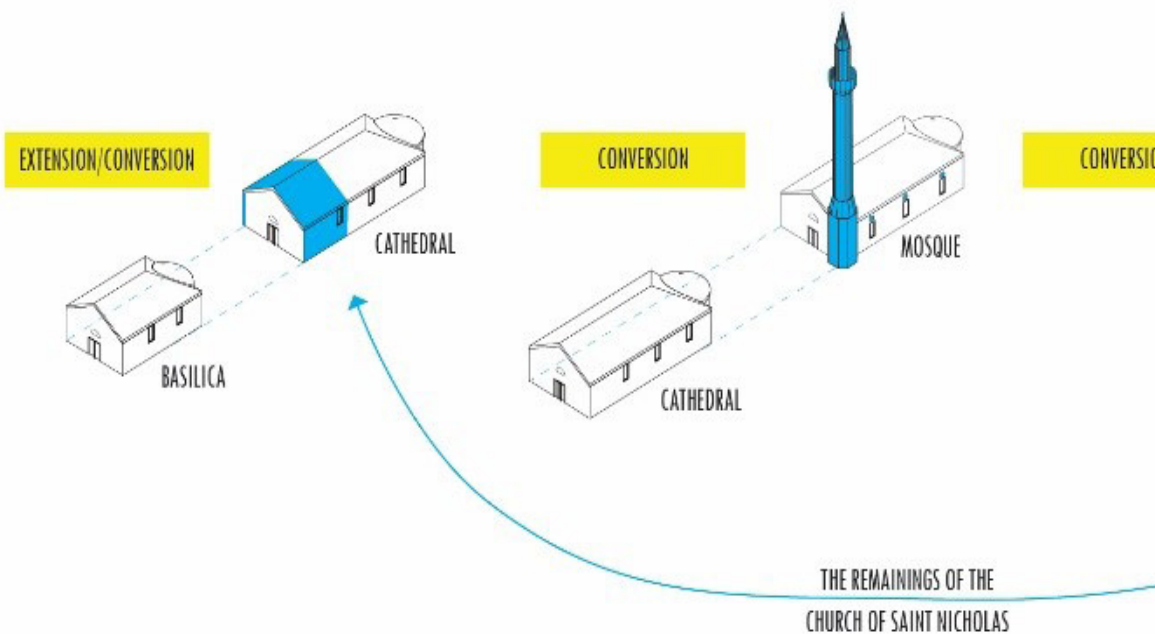 EXTENSION/CONVERSION
CATHEDRAL
BASILICA
CONVERSION
MOSQUE
CATHEDRAL
THE REMAININGS OF THE
CHURCH OF SAINT NICHOLAS